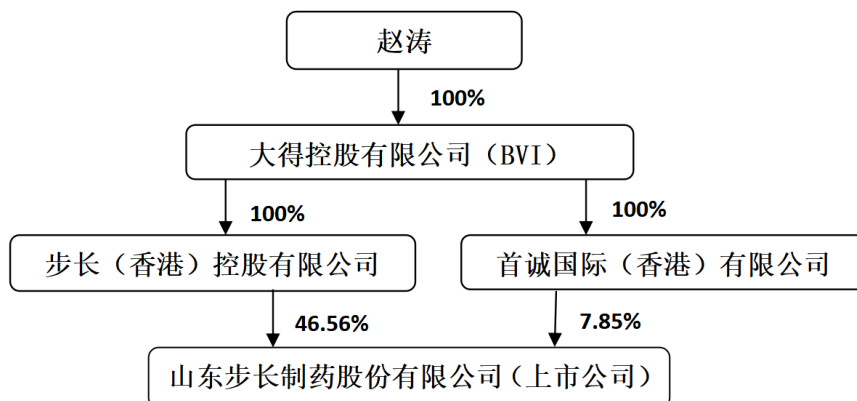 赵涛
100%
大得控股有限公司（BVI）
100%
100%
步长（香港）控股有限公司
首诚国际（香港）有限公司
46.56%
7.85%
山东步长制药股份有限公司（上市公司）